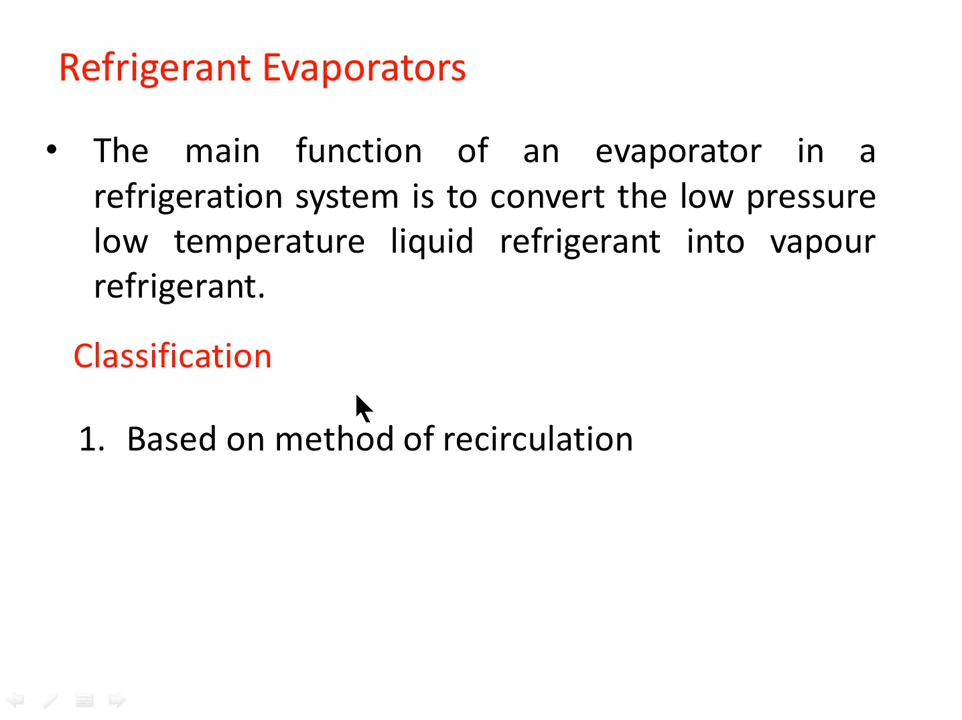 Refrigerant Evaporators
• The main function of an evaporator in a
refrigeration system is to convert the low pressure
low temperature liquid refrigerant into vapour
refrigerant.
Classification
1. Based on method of recirculation